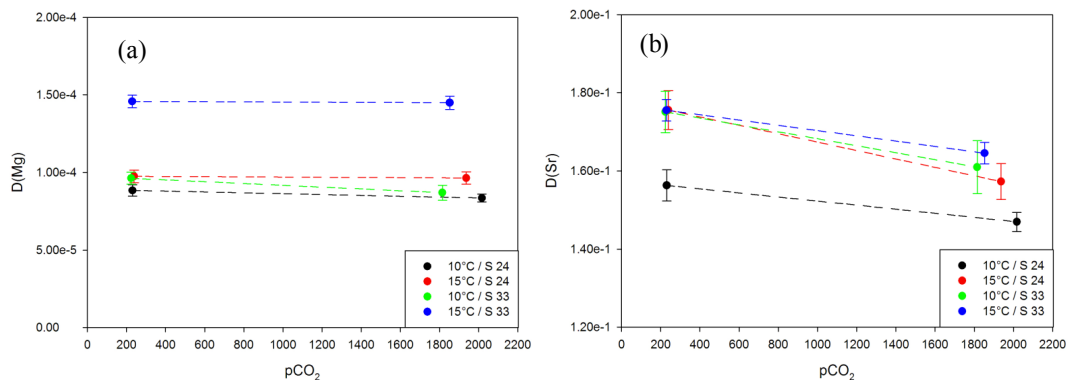 (a)
2.00e-4
1.50e-4
1.00e-4
5.00e-5
0.00
D(Mg)
0 200 400 600 800 1000 1200 1400 1600 1800 2000 2200
pCO₂
10°C / S 24
15°C / S 24
10°C / S 33
15°C / S 33
(b)
2.00e-1
1.80e-1
1.60e-1
1.40e-1
1.20e-1
D(Sr)
0 200 400 600 800 1000 1200 1400 1600 1800 2000 2200
pCO₂
10°C / S 24
15°C / S 24
10°C / S 33
15°C / S 33